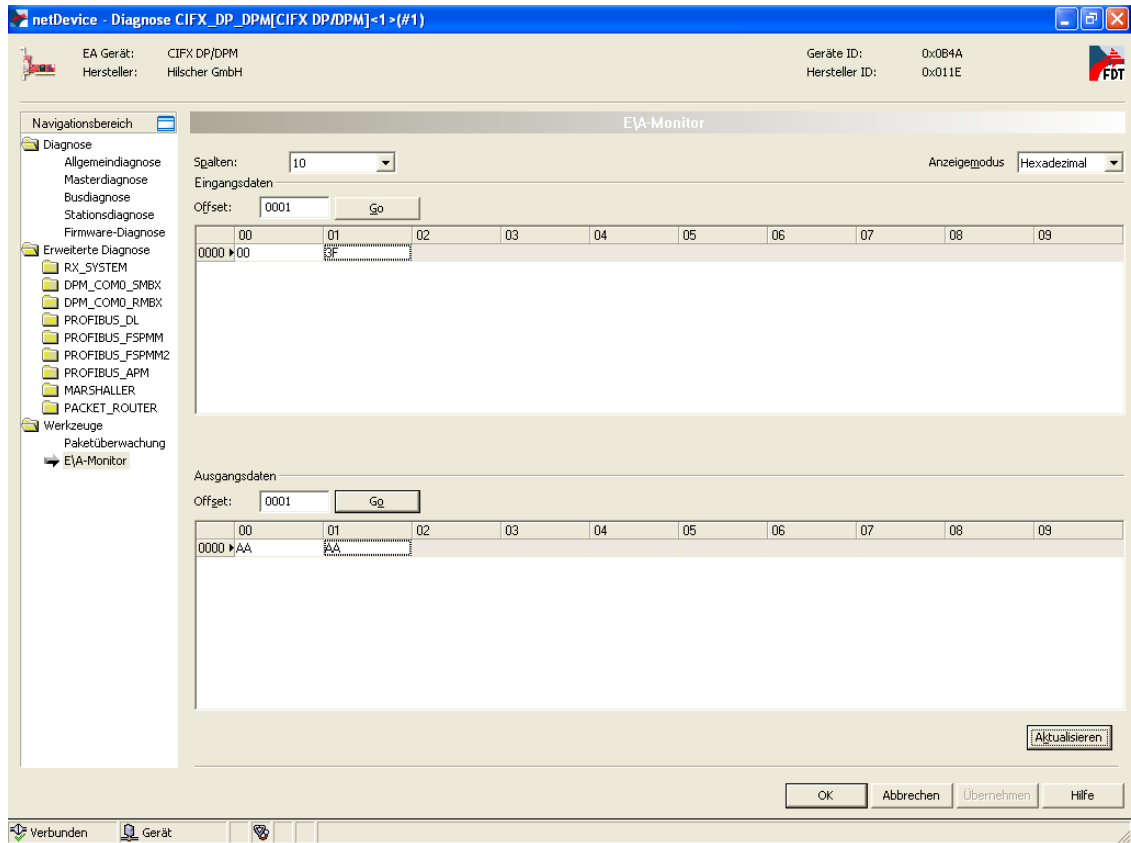 netDevice - Diagnose CIFX_DP_DPM[CIFX DP/DPM]<1>(#1)
EA Gerät: CIFX DP/DPM Geräte ID: 0x0B4A
Hersteller: Hilscher GmbH Hersteller ID: 0x011E
FDT
Navigationsbereich
Diagnose
Allgemeindiagnose
Masterdiagnose
Busdiagnose
Stationsdiagnose
Firmware-Diagnose
Erweiterte Diagnose
RX_SYSTEM
DPM_COM0_SMBX
DPM_COM0_RMBX
PROFIBUS_DL
PROFIBUS_FSPMM
PROFIBUS_FSPMM2
PROFIBUS_APM
MARSHALLER
PACKET_ROUTER
Werkzeuge
Paketüberwachung
E\A-Monitor
E\A-Monitor
Spalten: 10 Anzeigemodus Hexadezimal
Eingangsdaten
Offset: 0001 Go
00 01 02 03 04 05 06 07 08 09
0000 00 3F
Ausgangsdaten
Offset: 0001 Go
00 01 02 03 04 05 06 07 08 09
0000 AA AA
Aktualisieren
OK Abbrechen Übernehmen Hilfe
Verbunden Gerät